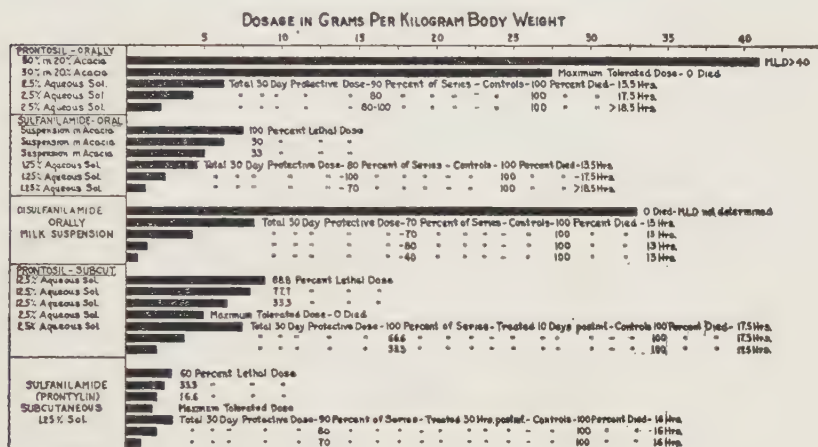 DOSAGE IN GRAMS PER KILOGRAM BODY WEIGHT
5 10 15 20 25 30 35 40
PRONTOSIL - ORALLY
in 20% Acacia M.L.D>40
in 20% Acacia Maximum Tolerated Dose - 0 Died
2.5% Aqueous Sol. Total 30 Day Protective Dose - 90 Percent of Series - Controls - 100 Percent Died - 15.5 Hrs.
2.5% Aqueous Sol. " " " " " 80 " " " " 100 " " 17.5 Hrs.
2.5% Aqueous Sol. " " " " " 80-100 " " " " 100 " " >18.5 Hrs.
SULFANILAMIDE - ORAL
Suspension in Acacia 100 Percent Lethal Dose
Suspension in Acacia " " "
Suspension in Acacia 33 " " "
1.25% Aqueous Sol. Total 30 Day Protective Dose - 80 Percent of Series - Controls - 100 Percent Died - 13.5 Hrs.
1.25% Aqueous Sol. " " " " " -100 " " " " 100 " " -17.5 Hrs.
1.25% Aqueous Sol. " " " " " -70 " " " " 100 " " >18.5 Hrs.
DISULFANILAMIDE 0 Died - M.L.D not determined
ORALLY Total 30 Day Protective Dose - 70 Percent of Series - Controls - 100 Percent Died - 13 Hrs.
MILK SUSPENSION " " " " " -70 " " " " 100 " " 13 Hrs.
" " " " " -80 " " " " 100 " " 13 Hrs.
" " " " " -40 " " " " 100 " " 13 Hrs.
PRONTOSIL - SUBCUT.
12.5% Aqueous Sol. 88.8 Percent Lethal Dose
12.5% Aqueous Sol. 77.7 " " "
12.5% Aqueous Sol. 33.3 " " "
2.5% Aqueous Sol. Maximum Tolerated Dose - 0 Died
2.5% Aqueous Sol. Total 30 Day Protective Dose - 100 Percent of Series - Treated 10 Days postinf. - Controls 100 Percent Died - 17.5 Hrs.
" " " " " 66.6 " " " " " " " " 100 " " 17.5 Hrs.
" " " " " 33.5 " " " " " " " " 100 " " 17.5 Hrs.
60 Percent Lethal Dose
SULFANILAMIDE 33.3 " " "
(PRONTYLIN) 16.6 " " "
SUBCUTANEOUS Maximum Tolerated Dose
1.25% Sol. Total 30 Day Protective Dose - 90 Percent of Series - Treated 30 Hrs. postinf. - Controls - 100 Percent Died - 16 Hrs.
" " " " " 80 " " " " " " " " 100 " " -16 Hrs.
" " " " " 70 " " " " " " " " 100 " " 16 Hrs.